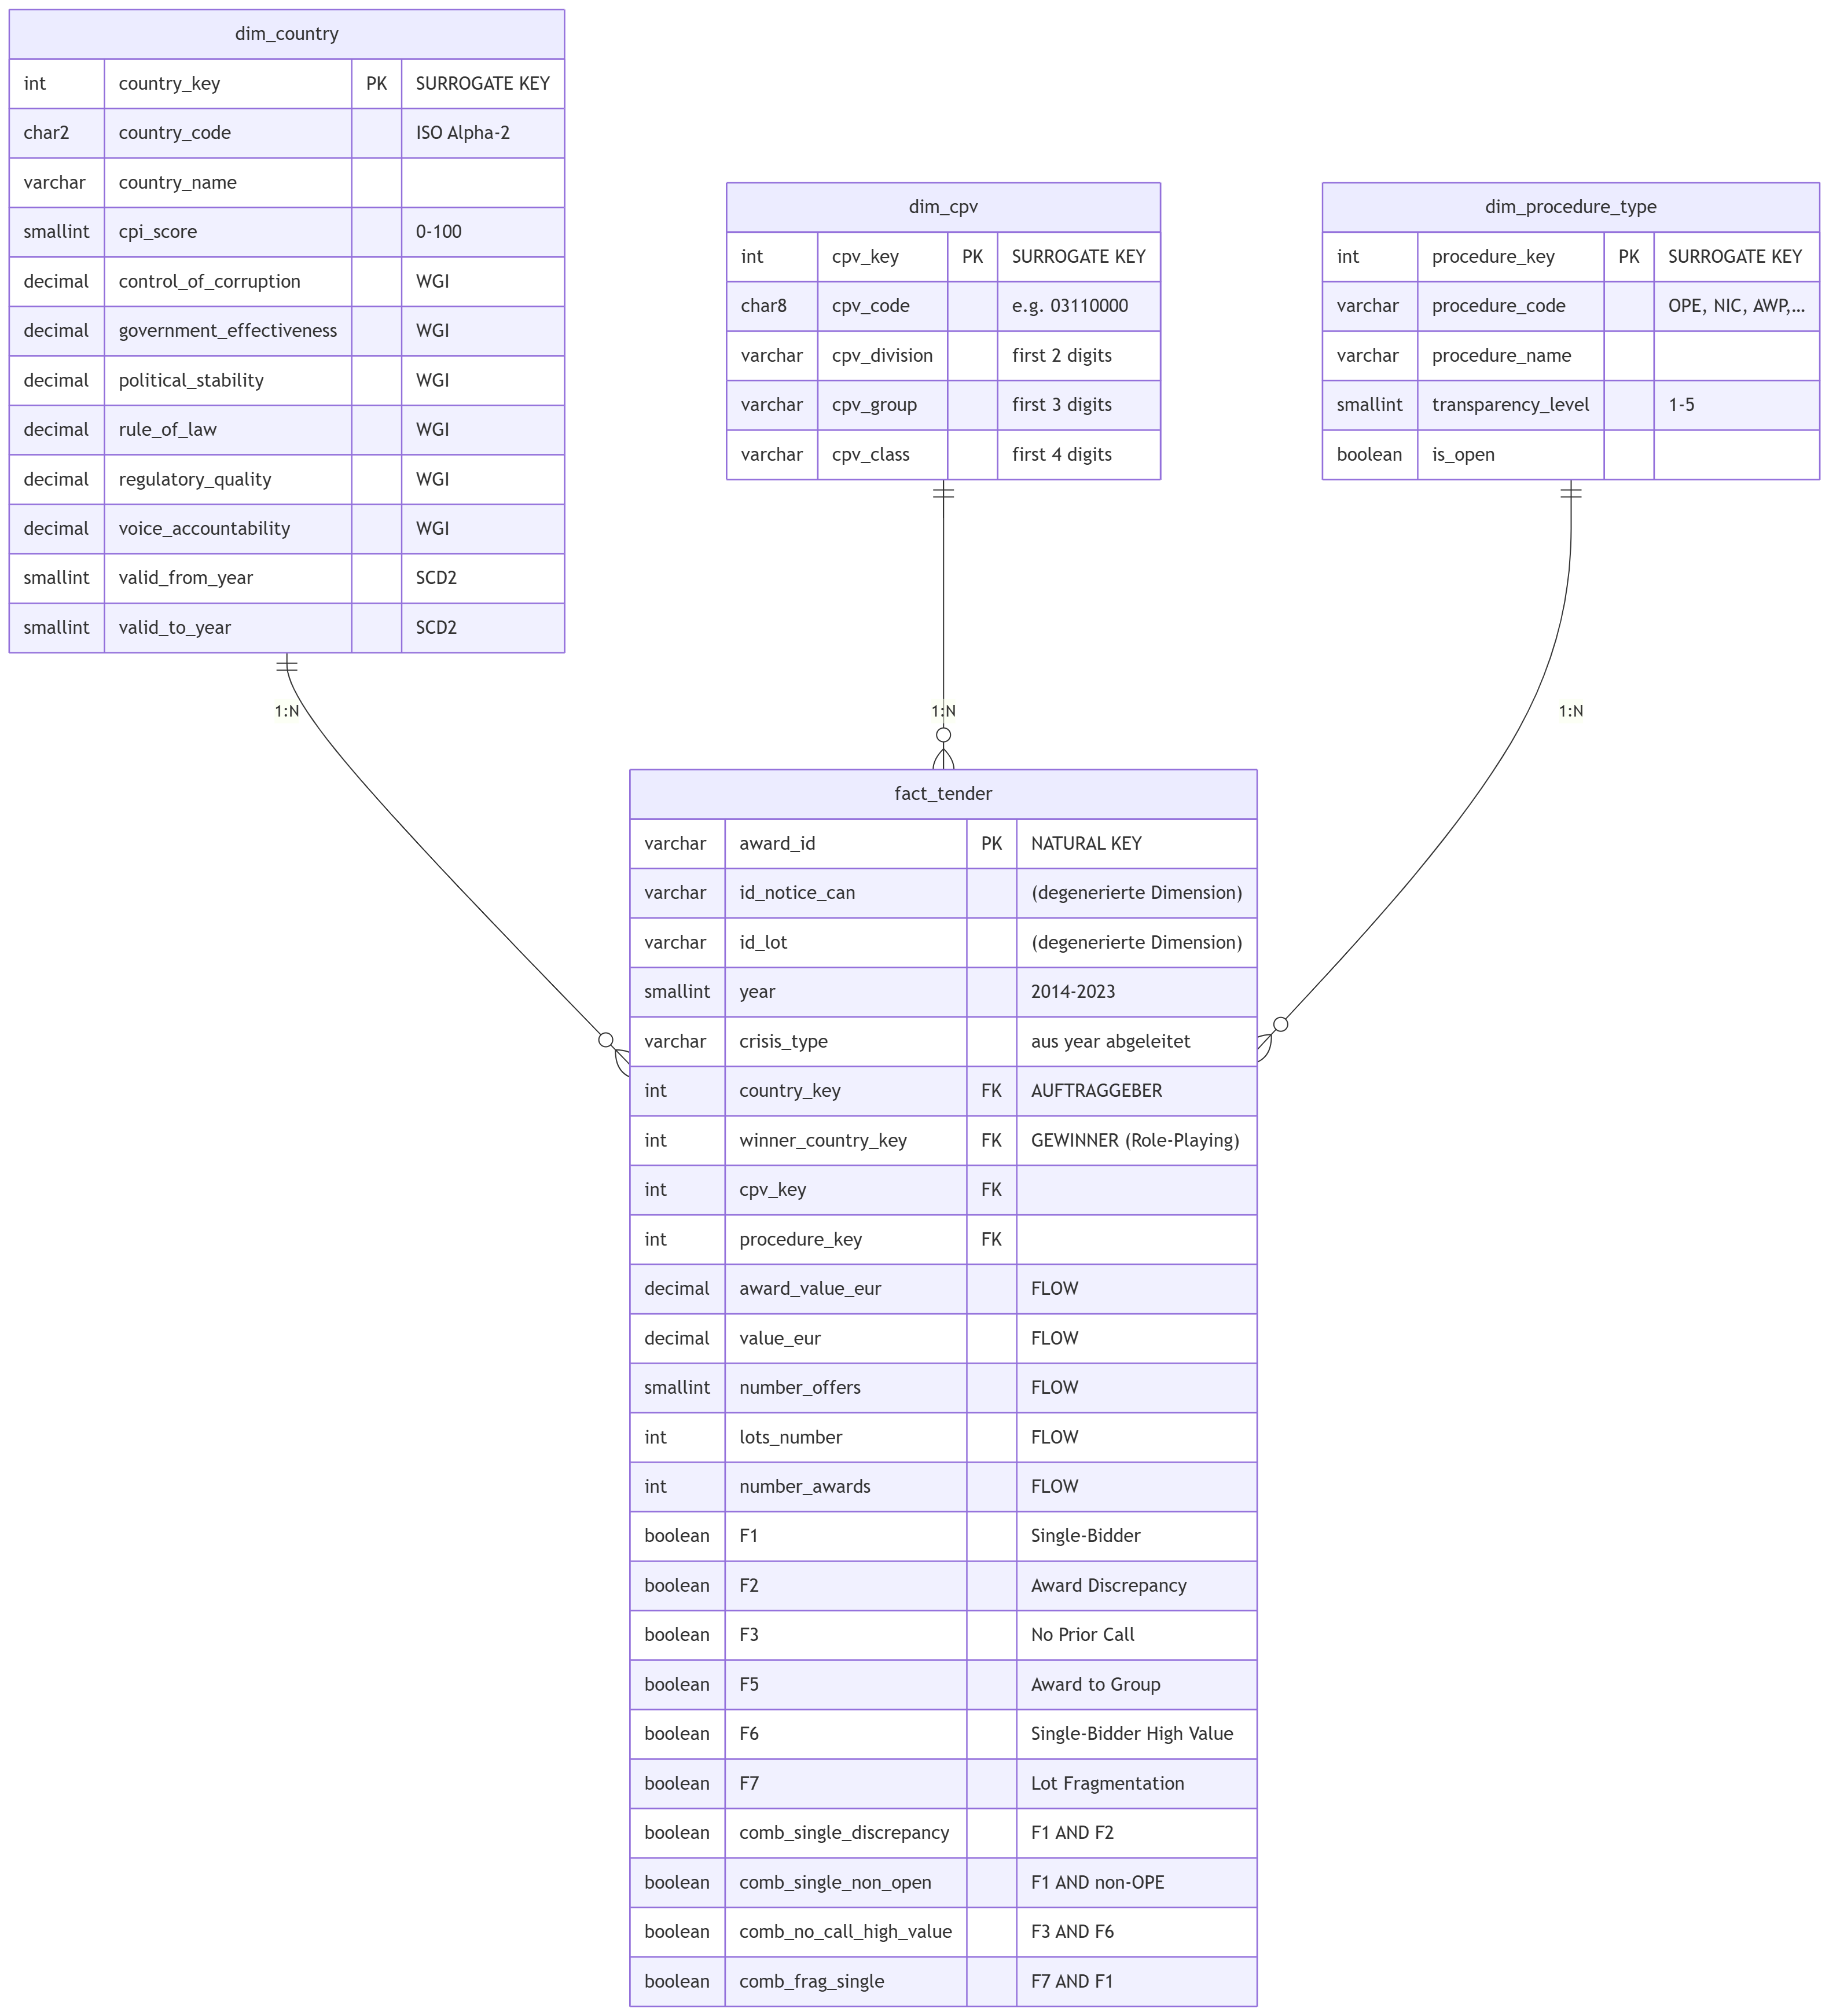 dim_country
int country_key PK SURROGATE KEY
char2 country_code ISO Alpha-2
varchar country_name
smallint cpi_score 0-100
decimal control_of_corruption WGI
decimal government_effectiveness WGI
decimal political_stability WGI
decimal rule_of_law WGI
decimal regulatory_quality WGI
decimal voice_accountability WGI
smallint valid_from_year SCD2
smallint valid_to_year SCD2
dim_cpv
int cpv_key PK SURROGATE KEY
char8 cpv_code e.g. 03110000
varchar cpv_division first 2 digits
varchar cpv_group first 3 digits
varchar cpv_class first 4 digits
dim_procedure_type
int procedure_key PK SURROGATE KEY
varchar procedure_code OPE, NIC, AWP,...
varchar procedure_name
smallint transparency_level 1-5
boolean is_open
1:N
1:N
1:N
fact_tender
varchar award_id PK NATURAL KEY
varchar id_notice_can (degenerierte Dimension)
varchar id_lot (degenerierte Dimension)
smallint year 2014-2023
varchar crisis_type aus year abgeleitet
int country_key FK AUFTRAGGEBER
int winner_country_key FK GEWINNER (Role-Playing)
int cpv_key FK
int procedure_key FK
decimal award_value_eur FLOW
decimal value_eur FLOW
smallint number_offers FLOW
int lots_number FLOW
int number_awards FLOW
boolean F1 Single-Bidder
boolean F2 Award Discrepancy
boolean F3 No Prior Call
boolean F5 Award to Group
boolean F6 Single-Bidder High Value
boolean F7 Lot Fragmentation
boolean comb_single_discrepancy F1 AND F2
boolean comb_single_non_open F1 AND non-OPE
boolean comb_no_call_high_value F3 AND F6
boolean comb_frag_single F7 AND F1